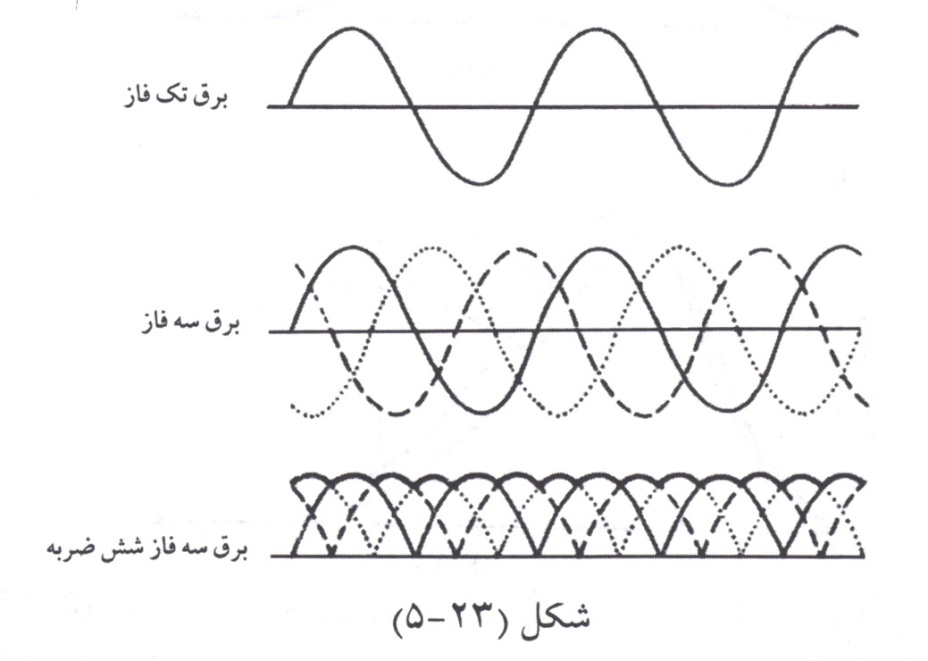 برق تک فاز
برق سه فاز
برق سه فاز شش ضربه
شکل (۲۳-۵)